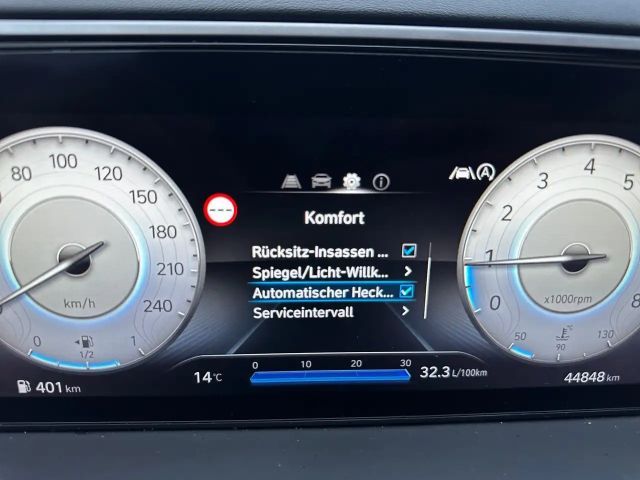 80
100
120
150
180
210
240
km/h
0
1/2
1
401 km
---
Komfort
Rücksitz-Insassen ...
Spiegel/Licht-Willk...
Automatischer Heck...
Serviceintervall
14°C
0 10 20 30
32.3 L/100km
A
1
2
3
4
5
8
x1000rpm
50
90
130
°C
44848 km